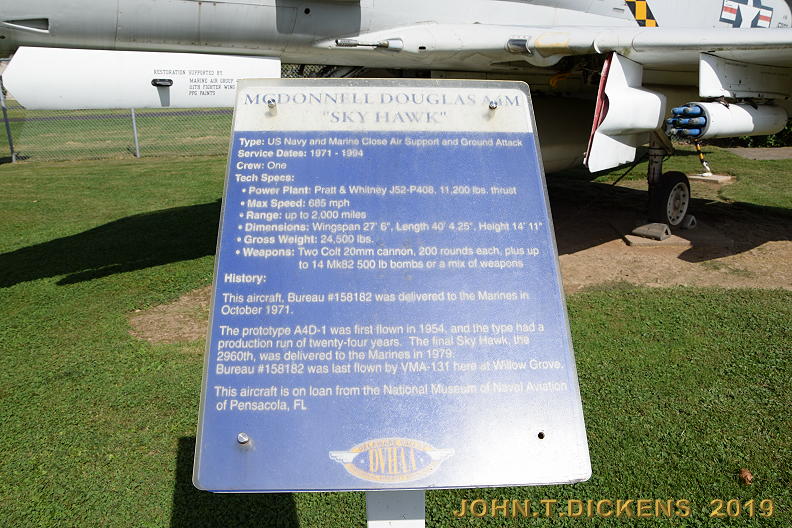 RESTORATION SUPPORTED BY
MARINE AIR GROUP
111TH FIGHTER WING
PPG PAINTS
MCDONNELL DOUGLAS A4M
"SKY HAWK"
Type: US Navy and Marine Close Air Support and Ground Attack
Service Dates: 1971 - 1994
Crew: One
Tech Specs:
• Power Plant: Pratt & Whitney J52-P408, 11,200 lbs. thrust
• Max Speed: 685 mph
• Range: up to 2,000 miles
• Dimensions: Wingspan 27' 6", Length 40' 4.25", Height 14' 11"
• Gross Weight: 24,500 lbs.
• Weapons: Two Colt 20mm cannon, 200 rounds each, plus up
to 14 Mk82 500 lb bombs or a mix of weapons
History:
This aircraft, Bureau #158182 was delivered to the Marines in
October 1971.
The prototype A4D-1 was first flown in 1954, and the type had a
production run of twenty-four years. The final Sky Hawk, the
2960th, was delivered to the Marines in 1979.
Bureau #158182 was last flown by VMA-131 here at Willow Grove.
This aircraft is on loan from the National Museum of Naval Aviation
of Pensacola, FL
DVHAA
JOHN.T.DICKENS 2019